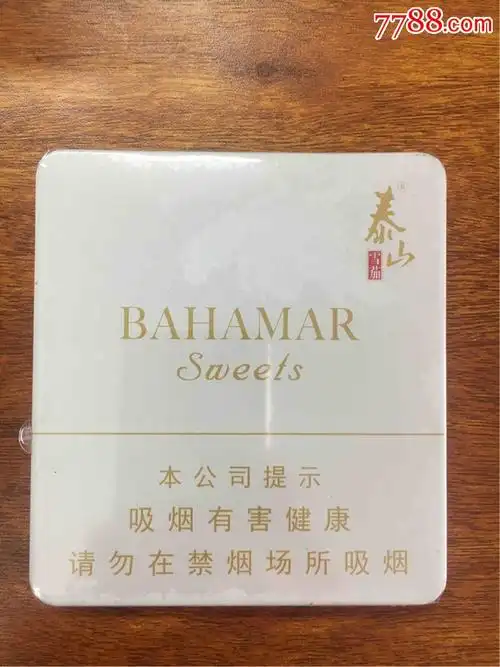 7788.com
泰山®
雪茄
BAHAMAR
Sweets
本公司提示
吸烟有害健康
请勿在禁烟场所吸烟